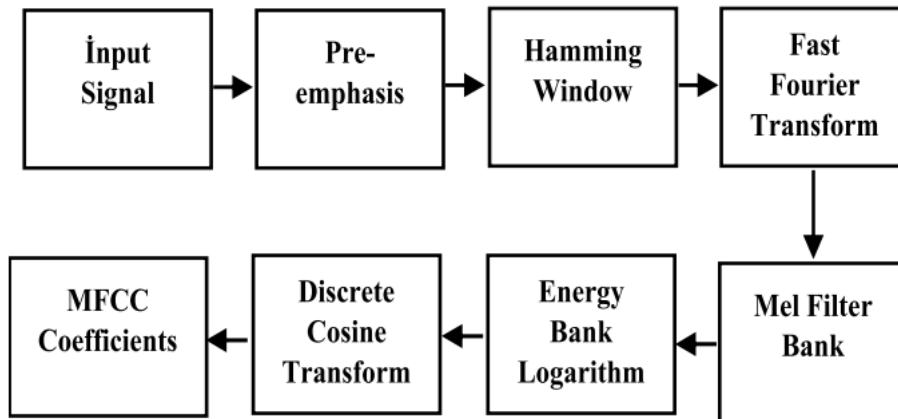 İnput
Signal
Pre-
emphasis
Hamming
Window
Fast
Fourier
Transform
Mel Filter
Bank
Energy
Bank
Logarithm
Discrete
Cosine
Transform
MFCC
Coefficients